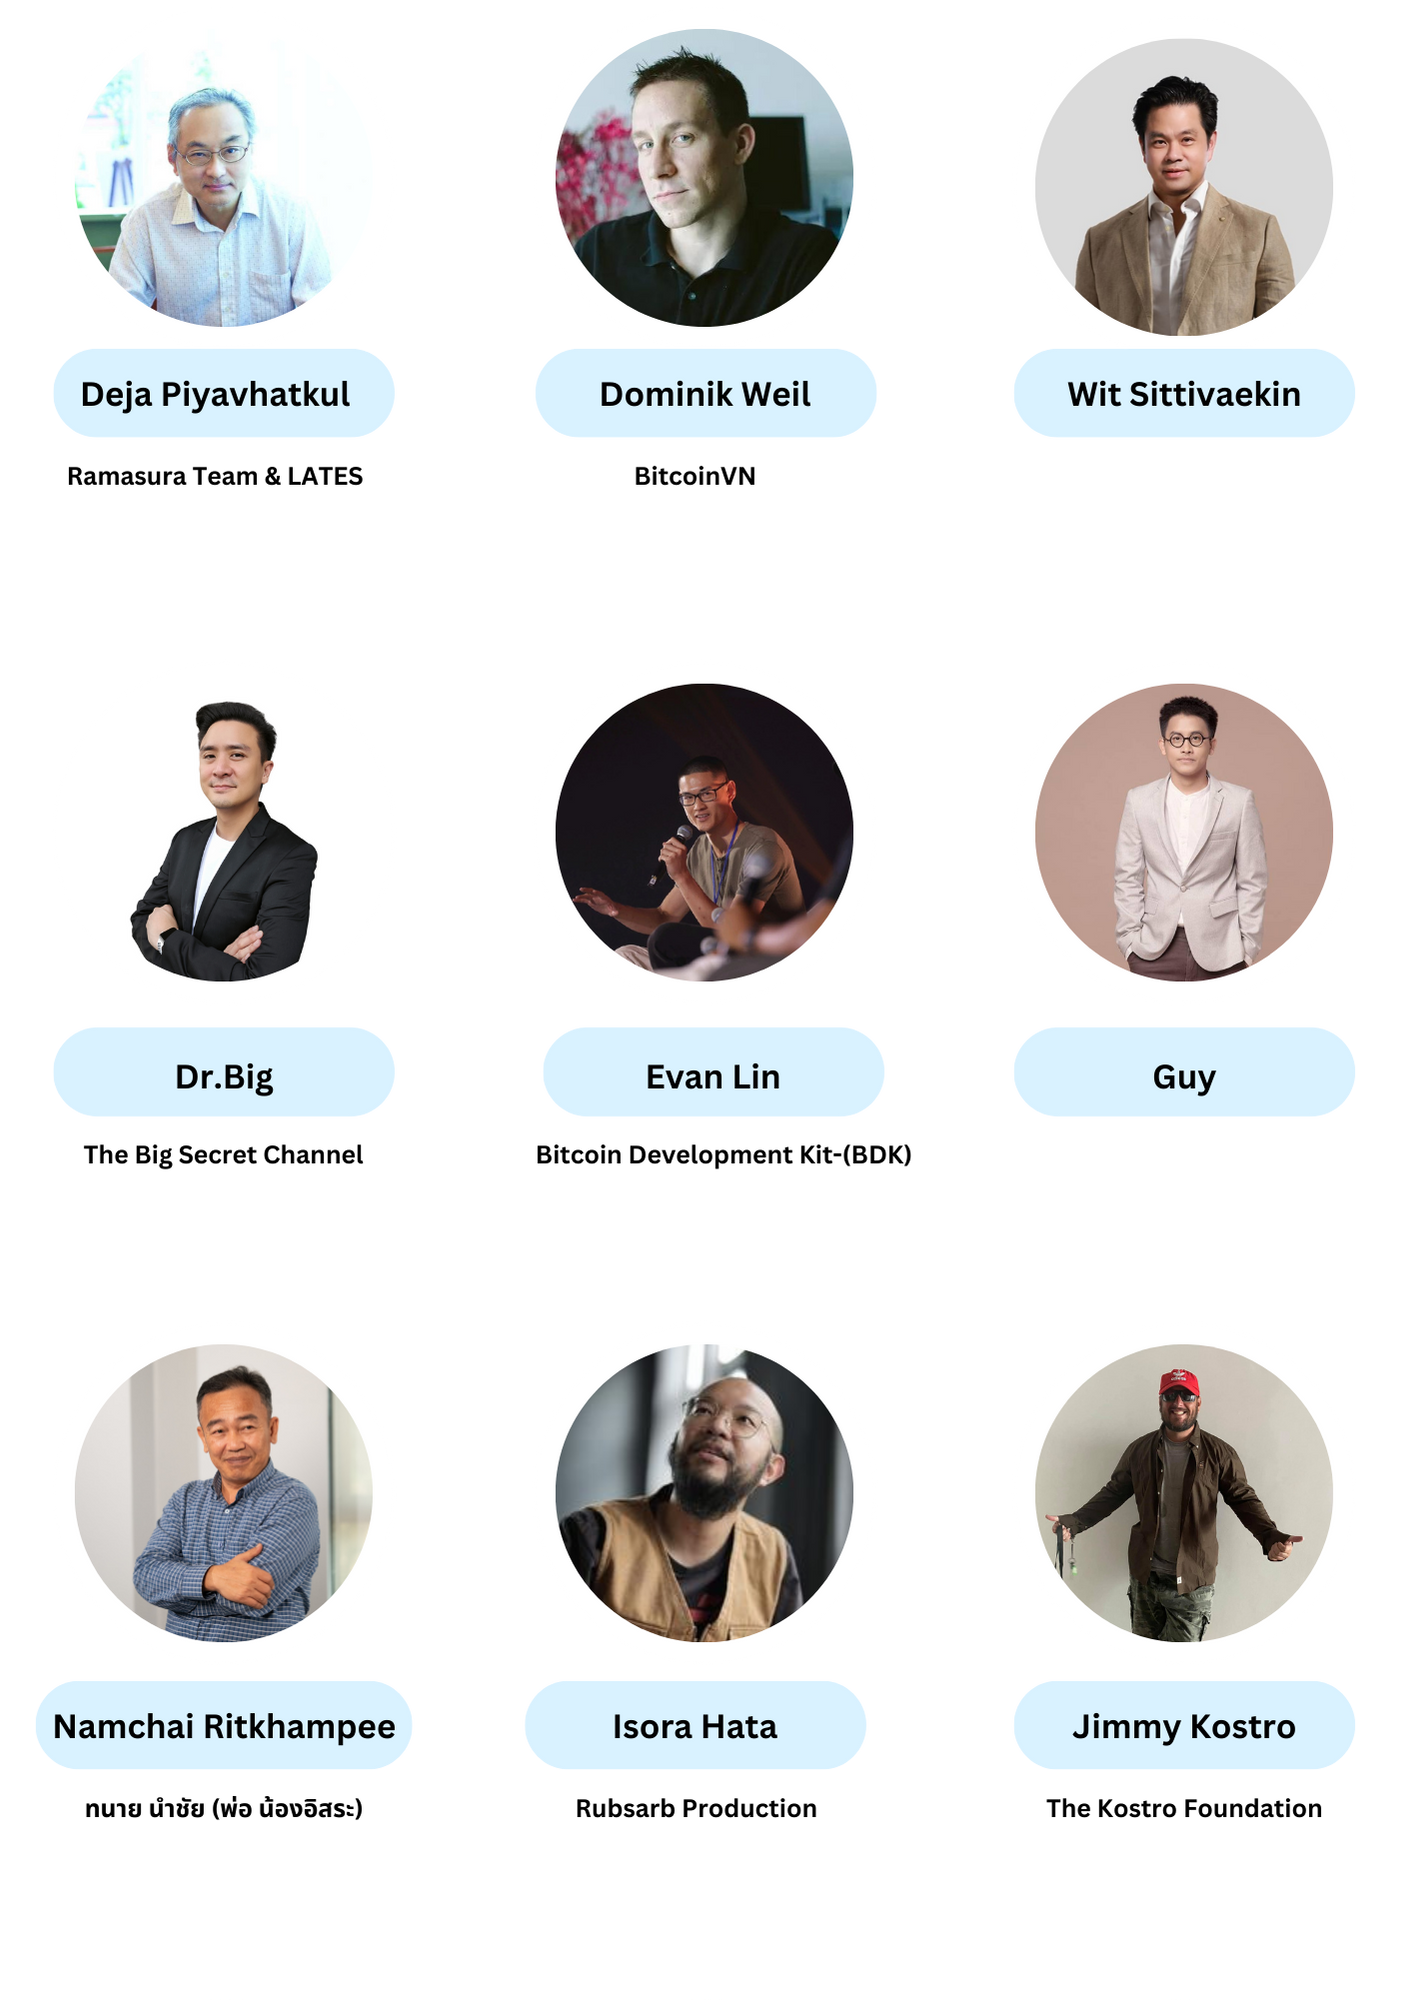 Deja Piyavhatkul
Dominik Weil
Wit Sittivaekin
Ramasura Team & LATES
BitcoinVN
Dr.Big
Evan Lin
Guy
The Big Secret Channel
Bitcoin Development Kit-(BDK)
Namchai Ritkhampee
Isora Hata
Jimmy Kostro
ทนาย นำชัย (พ่อ น้องอิสระ)
Rubsarb Production
The Kostro Foundation